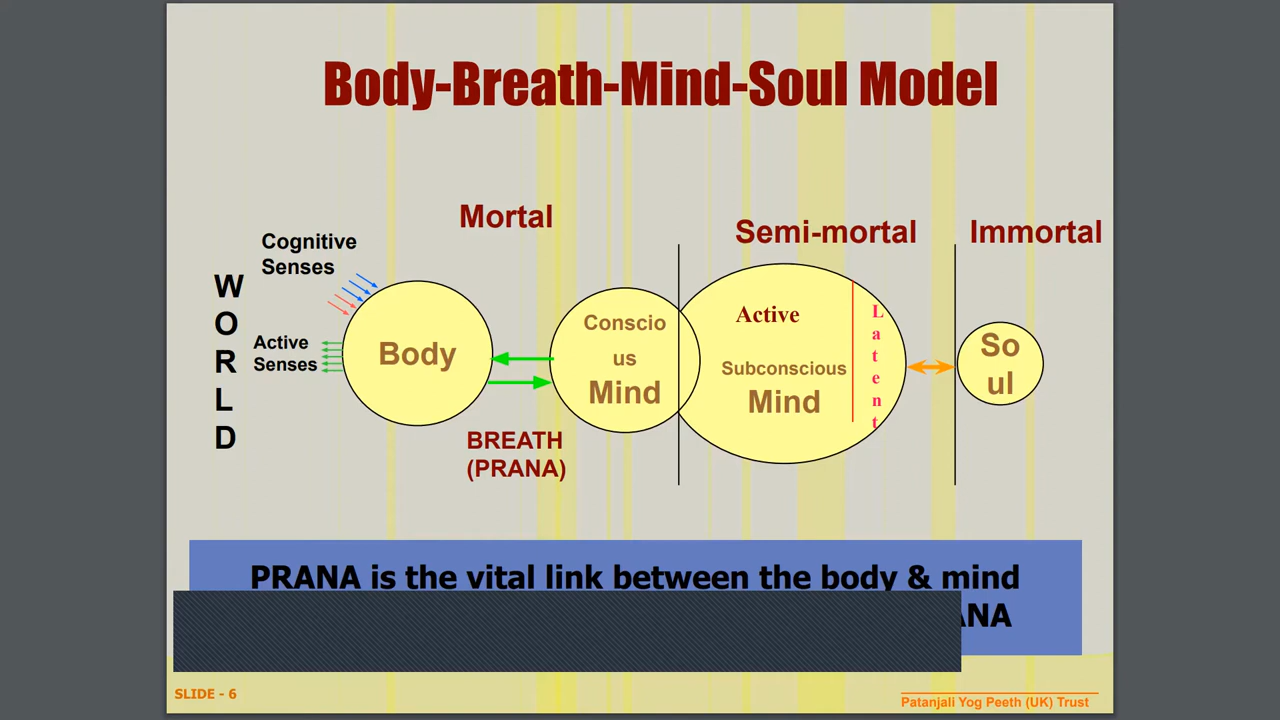 Body-Breath-Mind-Soul Model
Mortal
Semi-mortal
Immortal
Cognitive
Senses
WORLD
Active
Senses
Body
Conscio
us
Mind
Active
Subconscious
Mind
Latent
So
ul
BREATH
(PRANA)
PRANA is the vital link between the body & mind
SLIDE - 6
Patanjali Yog Peeth (UK) Trust